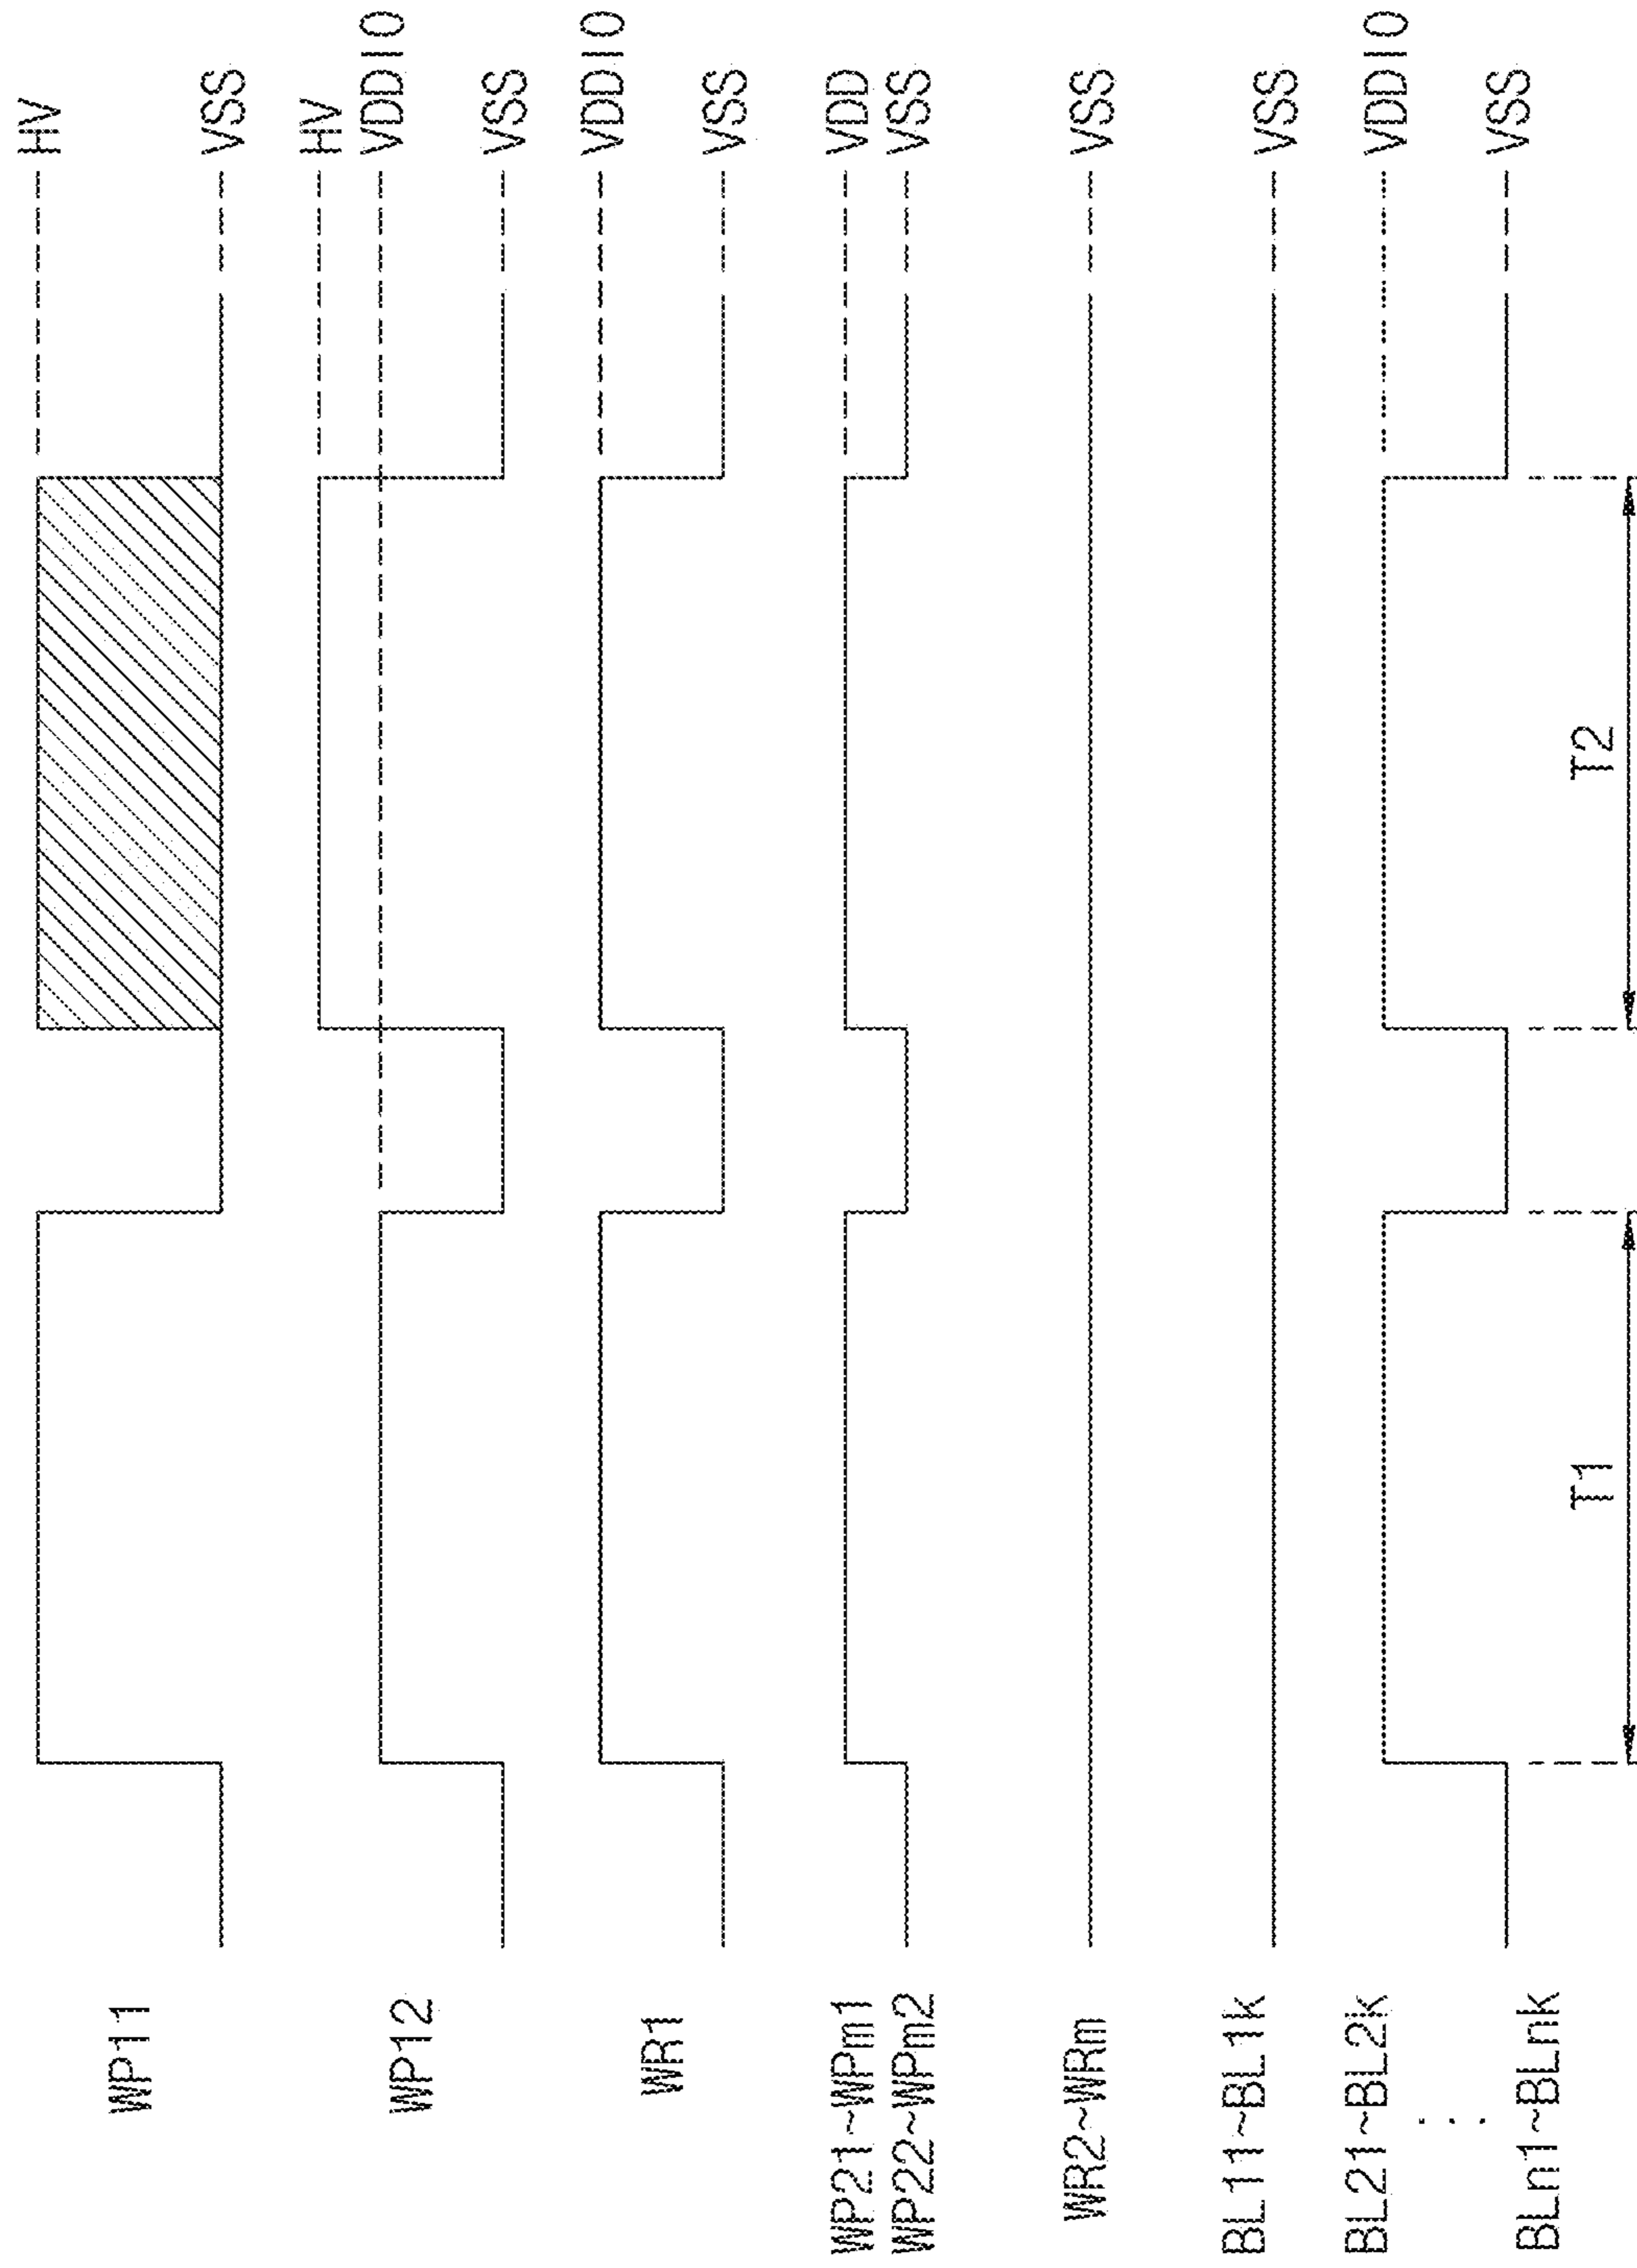 WP11
HV
VSS
WP12
HV
VDDIO
VSS
WR1
VDDIO
VSS
WP21~WPm1
WP22~WPm2
VDD
VSS
WR2~WRm
VSS
BL11~BL1k
VSS
BL21~BL2k
⋮
BLn1~BLnk
VDDIO
VSS
T1
T2